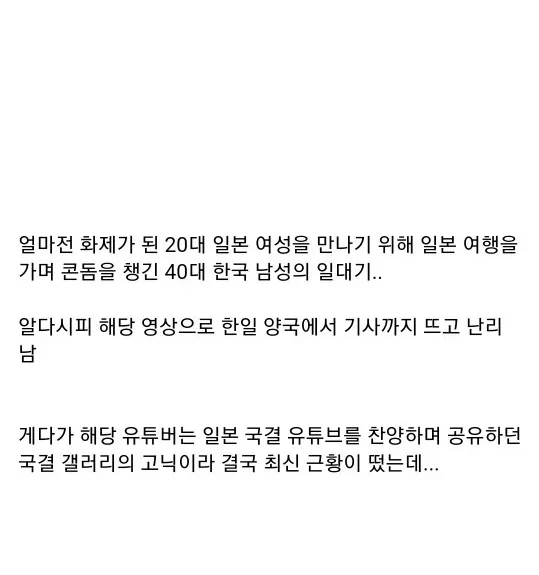 얼마전 화제가 된 20대 일본 여성을 만나기 위해 일본 여행을
가며 콘돔을 챙긴 40대 한국 남성의 일대기..
알다시피 해당 영상으로 한일 양국에서 기사까지 뜨고 난리
남
게다가 해당 유튜버는 일본 국결 유튜브를 찬양하며 공유하던
국결 갤러리의 고닉이라 결국 최신 근황이 떴는데...